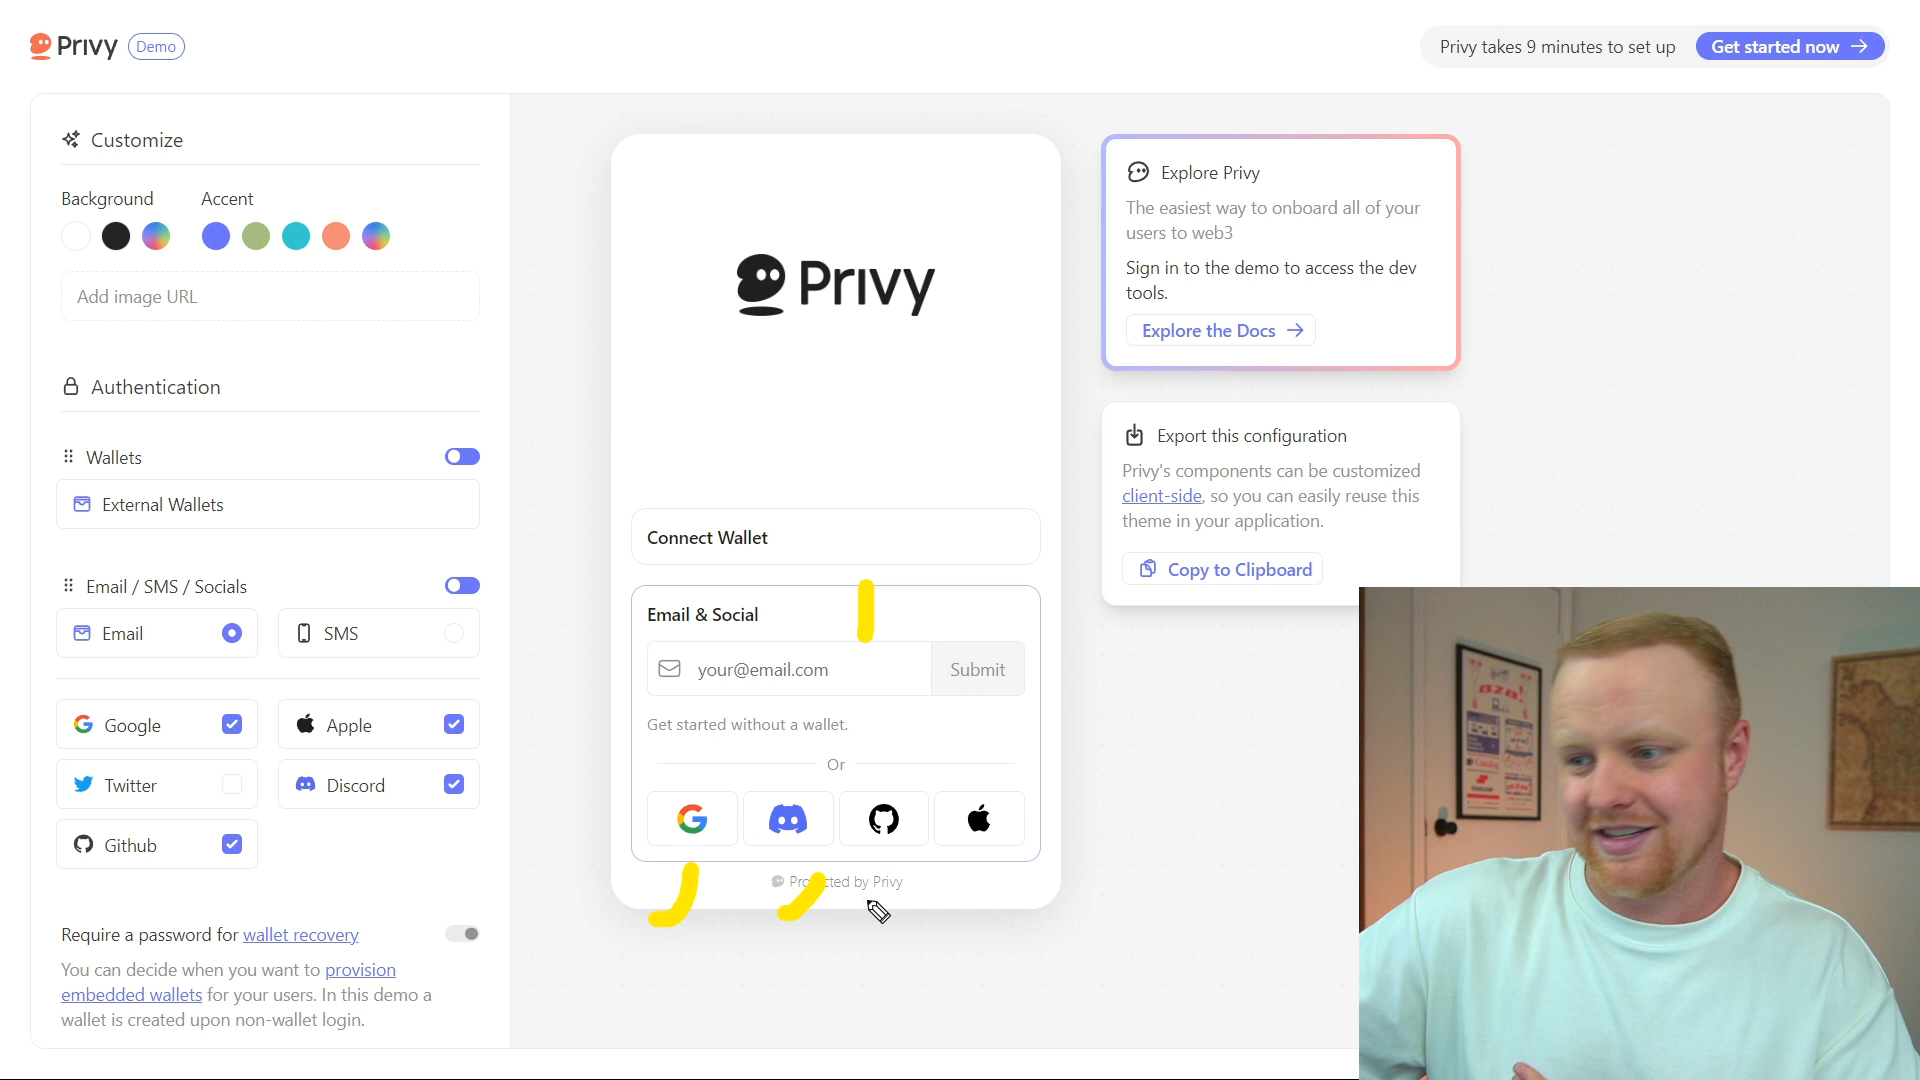 Privy Demo
Privy takes 9 minutes to set up
Get started now
Customize
Background Accent
Add image URL
Authentication
Wallets
External Wallets
Email / SMS / Socials
Email
SMS
Google
Apple
Twitter
Discord
Github
Require a password for wallet recovery
You can decide when you want to provision
embedded wallets for your users. In this demo a
wallet is created upon non-wallet login.
Privy
Connect Wallet
Email & Social
your@email.com
Submit
Get started without a wallet.
Or
by Privy
Explore Privy
The easiest way to onboard all of your
users to web3
Sign in to the demo to access the dev
tools.
Explore the Docs
Export this configuration
Privy's components can be customized
client-side, so you can easily reuse this
theme in your application.
Copy to Clipboard